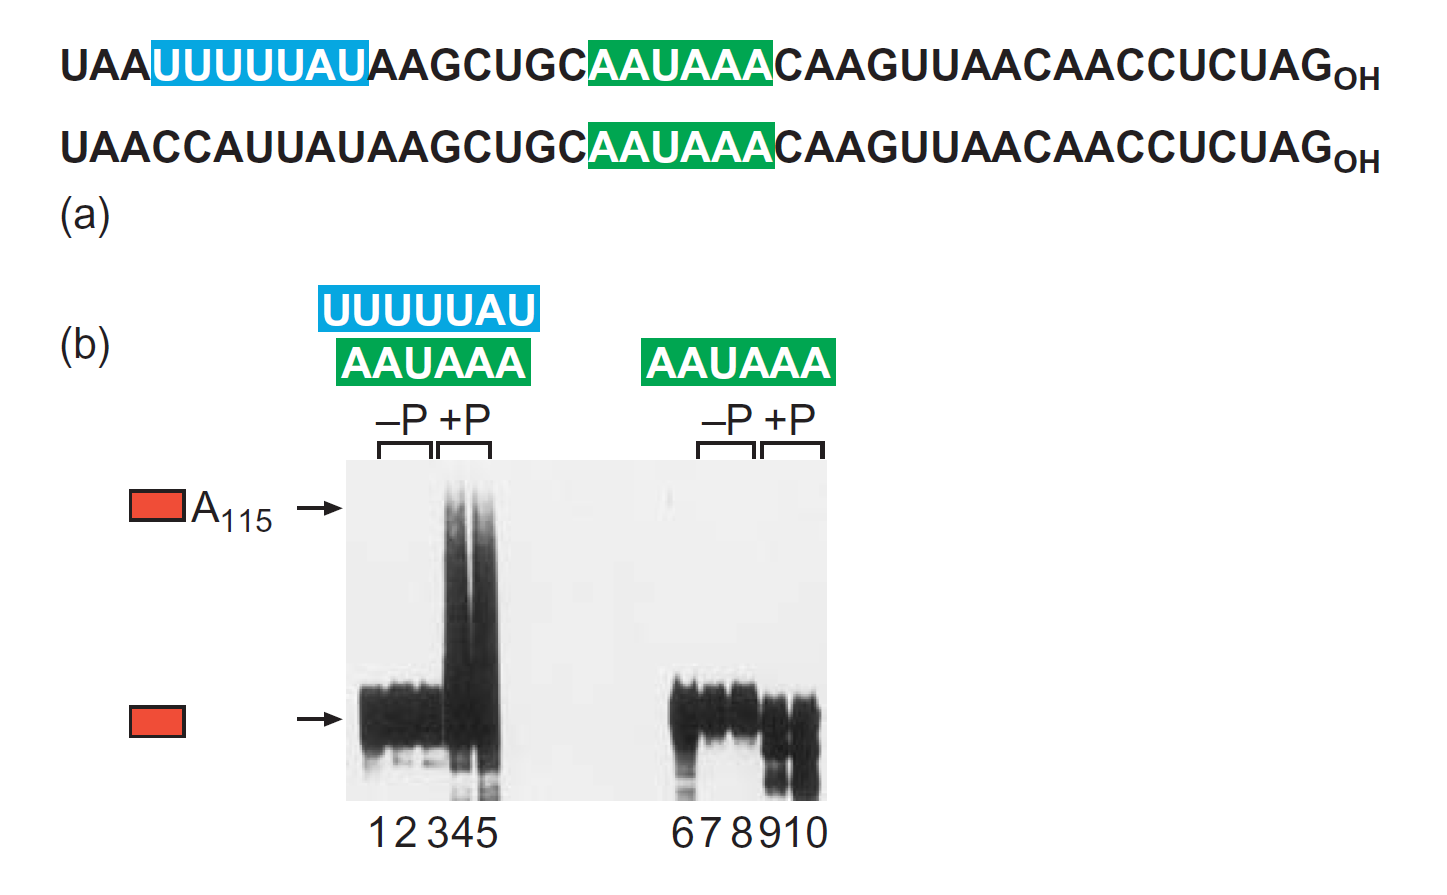 UAAUUUUUAUAAGCUGCAAUAAACAAGUUAACAACCUCUAGOH
UAACCAUUAUAAGCUGCAAUAAACAAGUUAACAACCUCUAGOH
(a)
(b)
UUUUUAU
AAUAAA
AAUAAA
–P +P
–P +P
A115
1 2 3 4 5
6 7 8 9 10